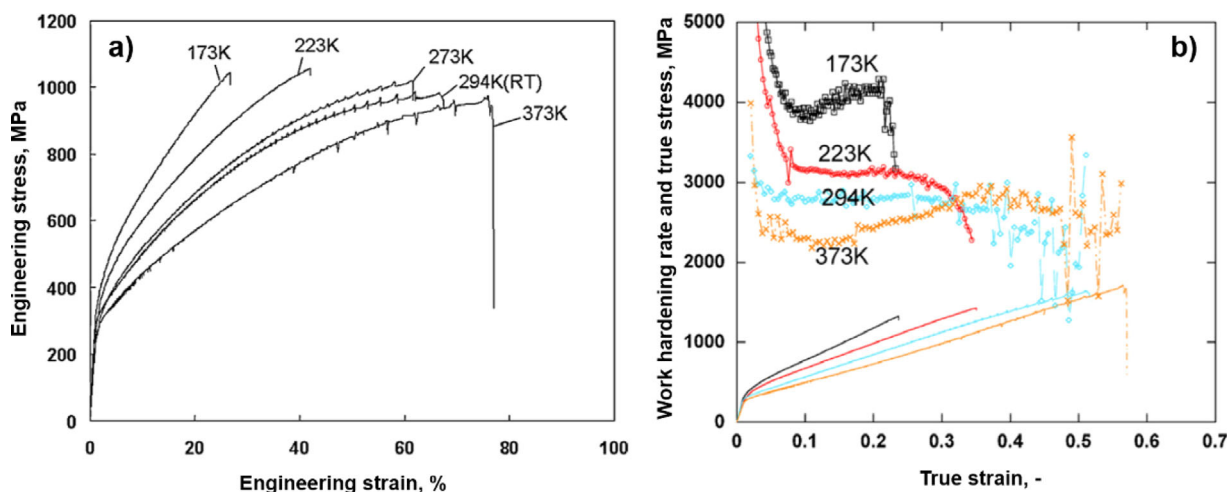 a)
1200
1000
800
600
400
200
0
Engineering stress, MPa
173K
223K
273K
294K(RT)
373K
0 20 40 60 80 100
Engineering strain, %
b)
5000
4000
3000
2000
1000
0
Work hardening rate and true stress, MPa
173K
223K
294K
373K
0 0.1 0.2 0.3 0.4 0.5 0.6 0.7
True strain, -